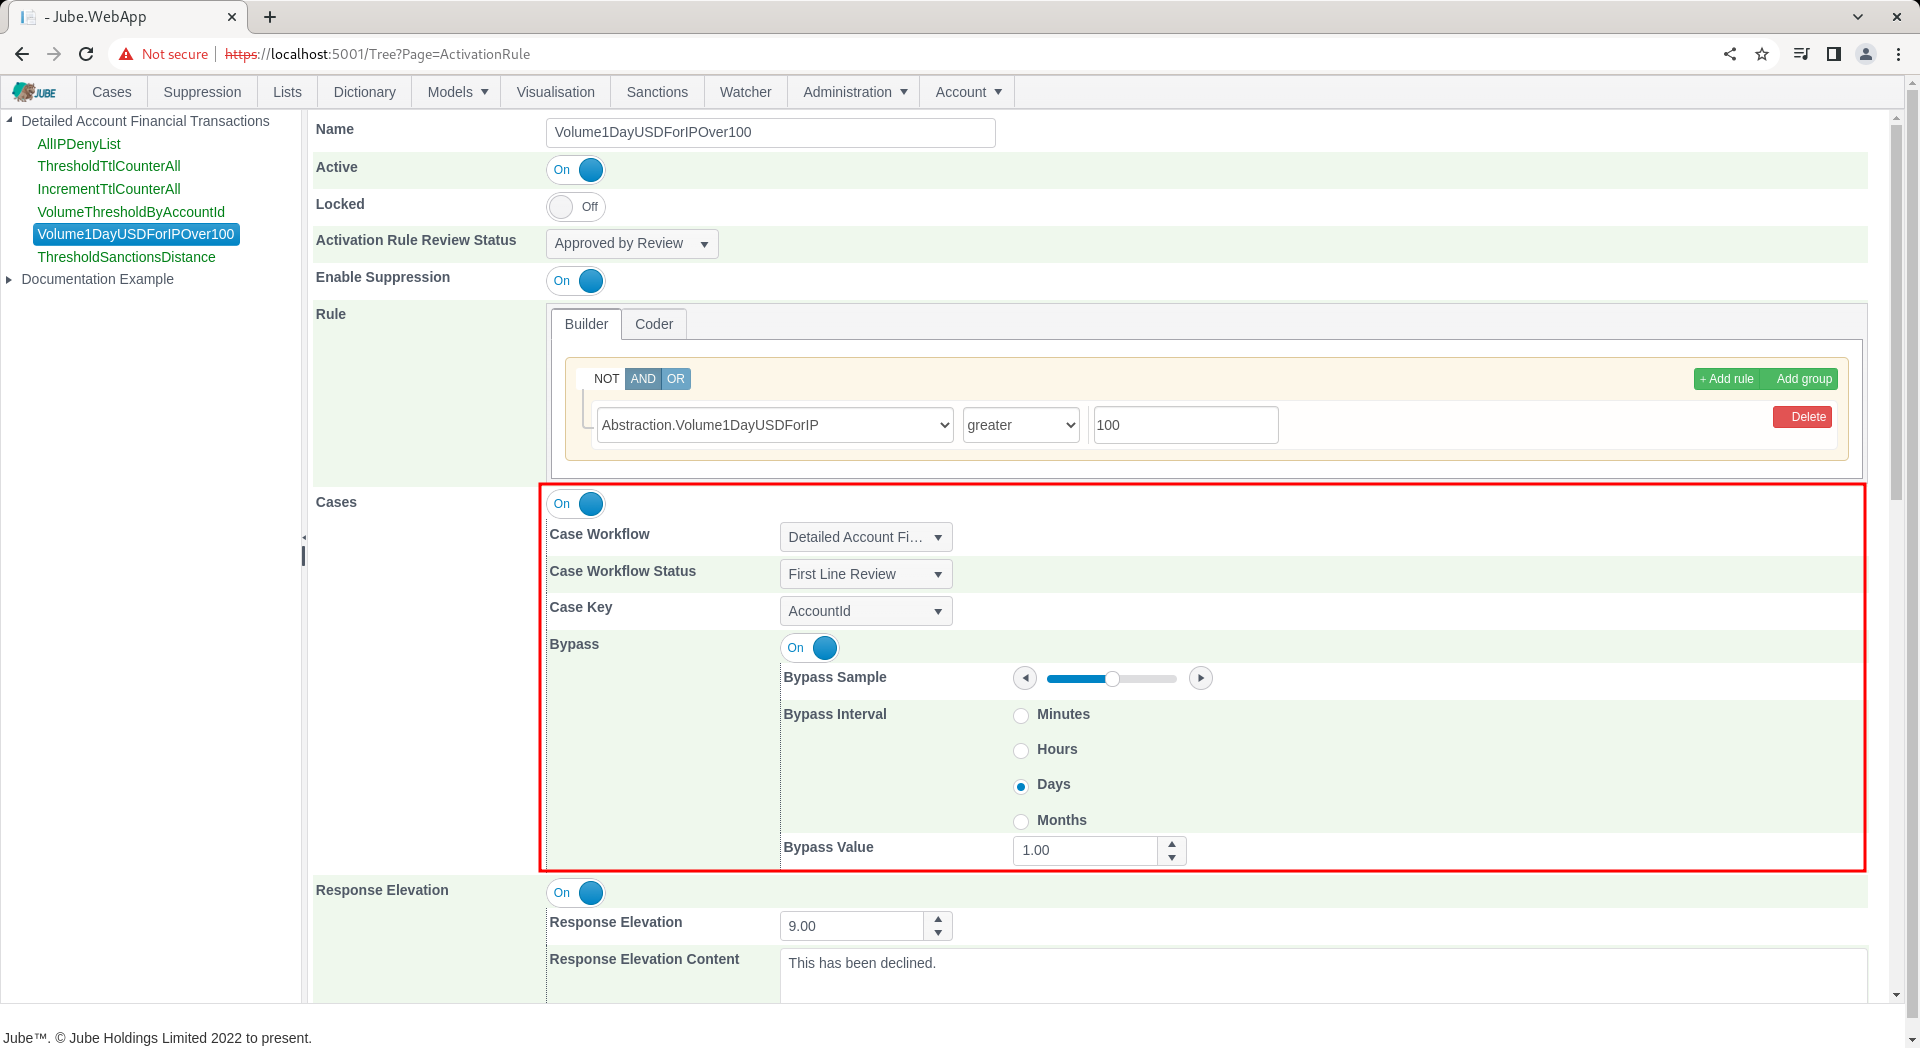 - Jube.WebApp
Not secure https://localhost:5001/Tree?Page=ActivationRule
JUBE Cases Suppression Lists Dictionary Models Visualisation Sanctions Watcher Administration Account
Detailed Account Financial Transactions
AllIPDenyList
ThresholdTtlCounterAll
IncrementTtlCounterAll
VolumeThresholdByAccountId
Volume1DayUSDForIPOver100
ThresholdSanctionsDistance
Documentation Example
Name Volume1DayUSDForIPOver100
Active On
Locked Off
Activation Rule Review Status Approved by Review
Enable Suppression On
Rule Builder Coder
NOT AND OR + Add rule Add group
Abstraction.Volume1DayUSDForIP greater 100 Delete
Cases On
Case Workflow Detailed Account Fi...
Case Workflow Status First Line Review
Case Key AccountId
Bypass On
Bypass Sample
Bypass Interval Minutes
Hours
Days
Months
Bypass Value 1.00
Response Elevation On
Response Elevation 9.00
Response Elevation Content This has been declined.
Jube™. © Jube Holdings Limited 2022 to present.